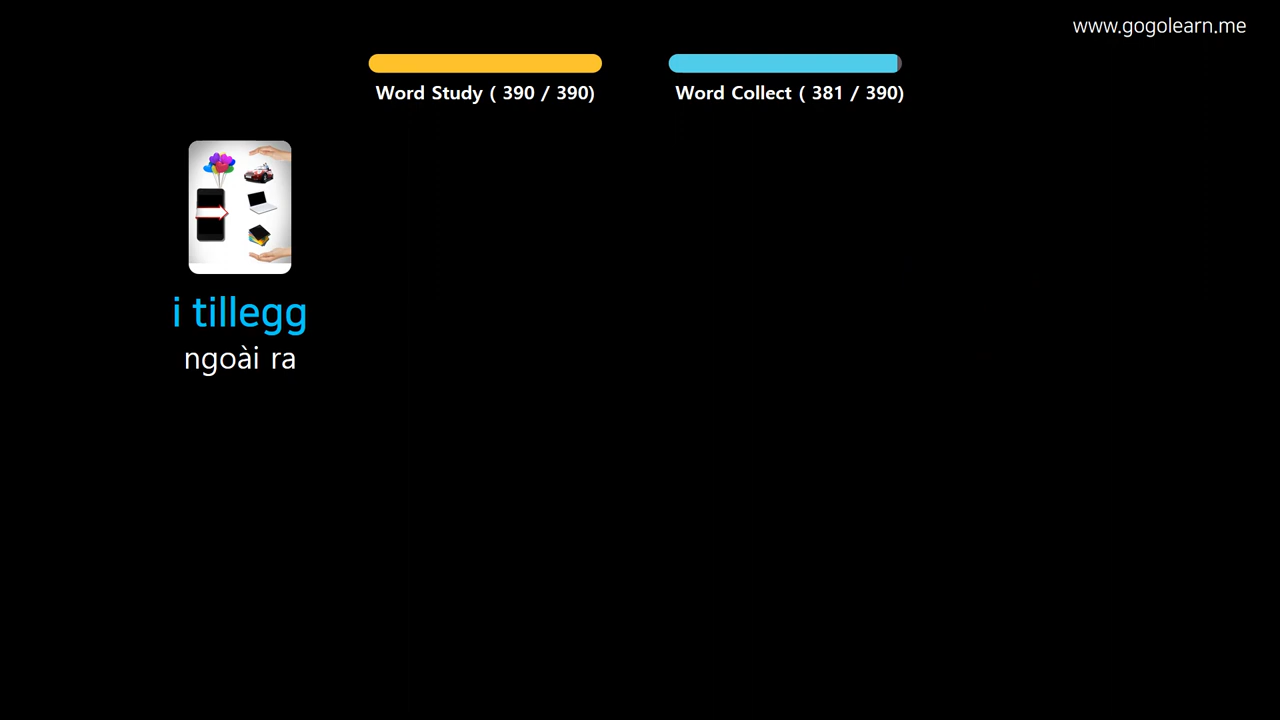 www.gogolearn.me
Word Study ( 390 / 390)
Word Collect ( 381 / 390)
i tillegg
ngoài ra